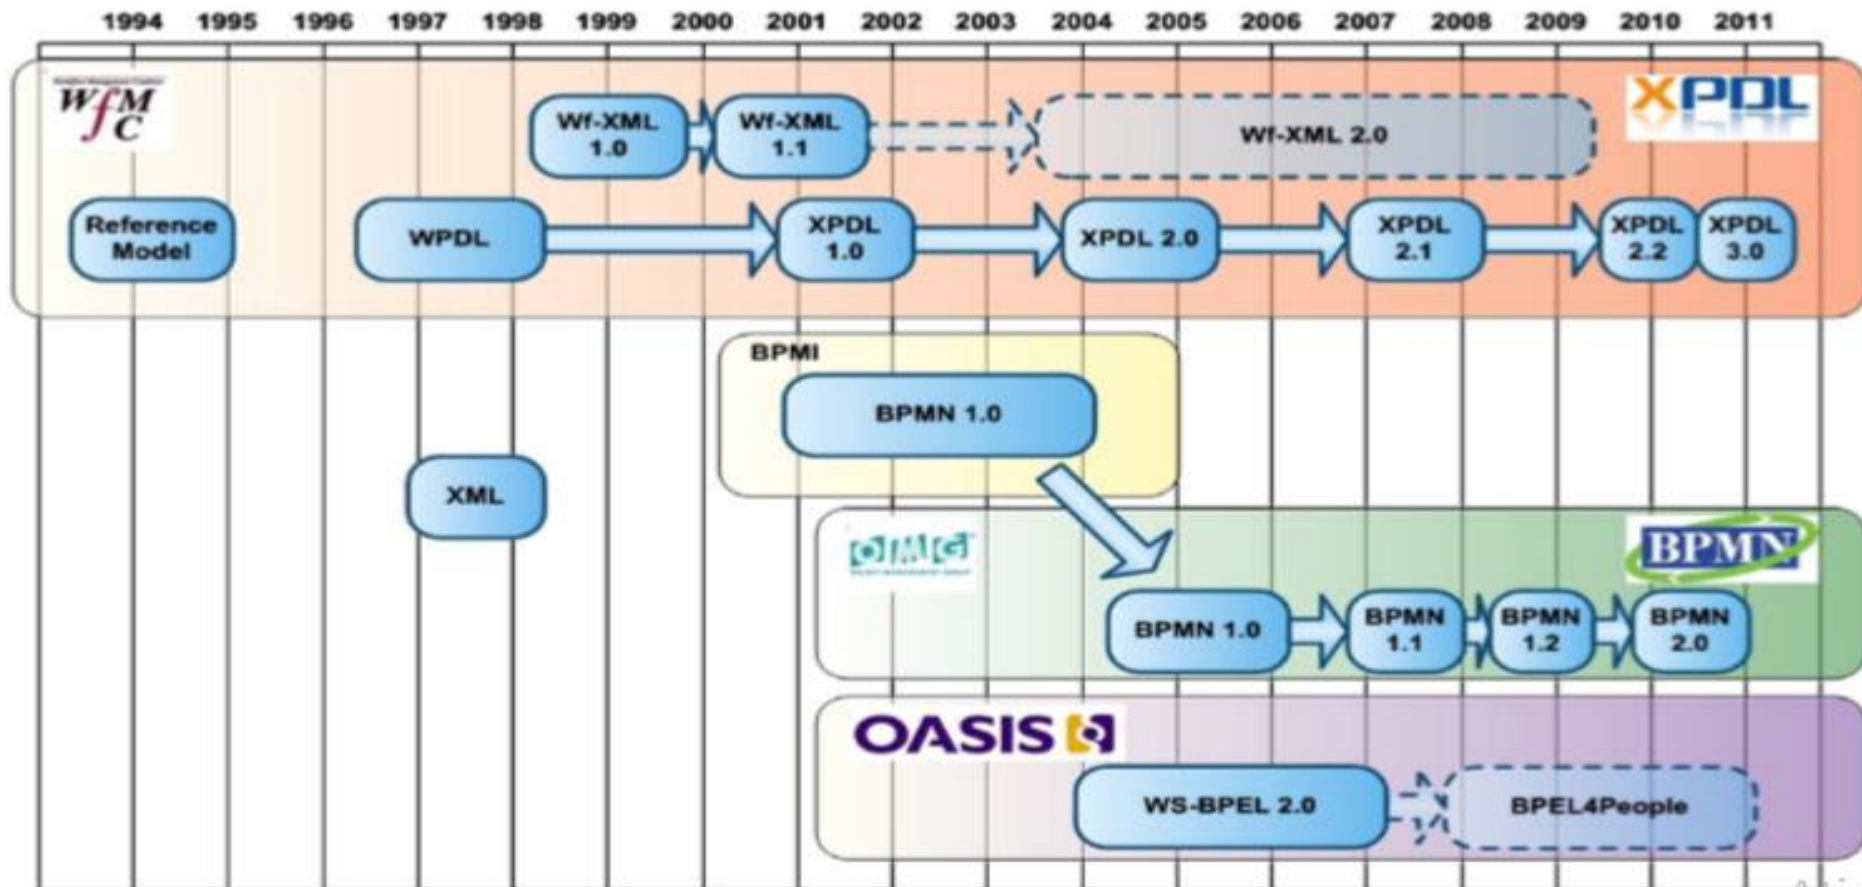 1994 1995 1996 1997 1998 1999 2000 2001 2002 2003 2004 2005 2006 2007 2008 2009 2010 2011
WfMC
XPDL
Wf-XML
1.0
Wf-XML
1.1
Wf-XML 2.0
Reference
Model
WPDL
XPDL
1.0
XPDL 2.0
XPDL
2.1
XPDL
2.2
XPDL
3.0
BPMI
BPMN 1.0
XML
OMG
BPMN
BPMN 1.0
BPMN
1.1
BPMN
1.2
BPMN
2.0
OASIS
WS-BPEL 2.0
BPEL4People